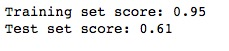 Training set score: 0.95
Test set score: 0.61